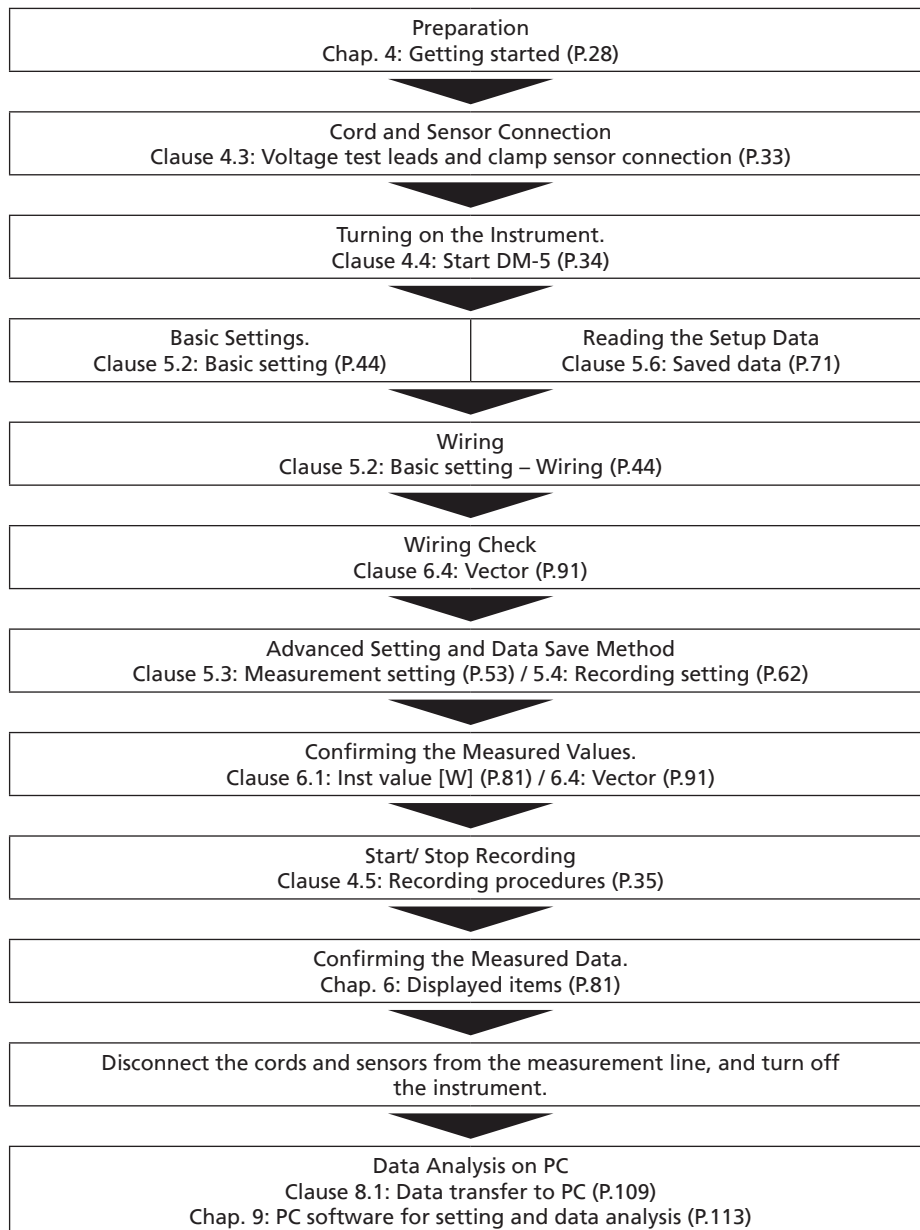 Preparation
Chap. 4: Getting started (P.28)
Cord and Sensor Connection
Clause 4.3: Voltage test leads and clamp sensor connection (P.33)
Turning on the Instrument.
Clause 4.4: Start DM-5 (P.34)
Basic Settings.
Clause 5.2: Basic setting (P.44)
Reading the Setup Data
Clause 5.6: Saved data (P.71)
Wiring
Clause 5.2: Basic setting – Wiring (P.44)
Wiring Check
Clause 6.4: Vector (P.91)
Advanced Setting and Data Save Method
Clause 5.3: Measurement setting (P.53) / 5.4: Recording setting (P.62)
Confirming the Measured Values.
Clause 6.1: Inst value [W] (P.81) / 6.4: Vector (P.91)
Start/ Stop Recording
Clause 4.5: Recording procedures (P.35)
Confirming the Measured Data.
Chap. 6: Displayed items (P.81)
Disconnect the cords and sensors from the measurement line, and turn off
the instrument.
Data Analysis on PC
Clause 8.1: Data transfer to PC (P.109)
Chap. 9: PC software for setting and data analysis (P.113)